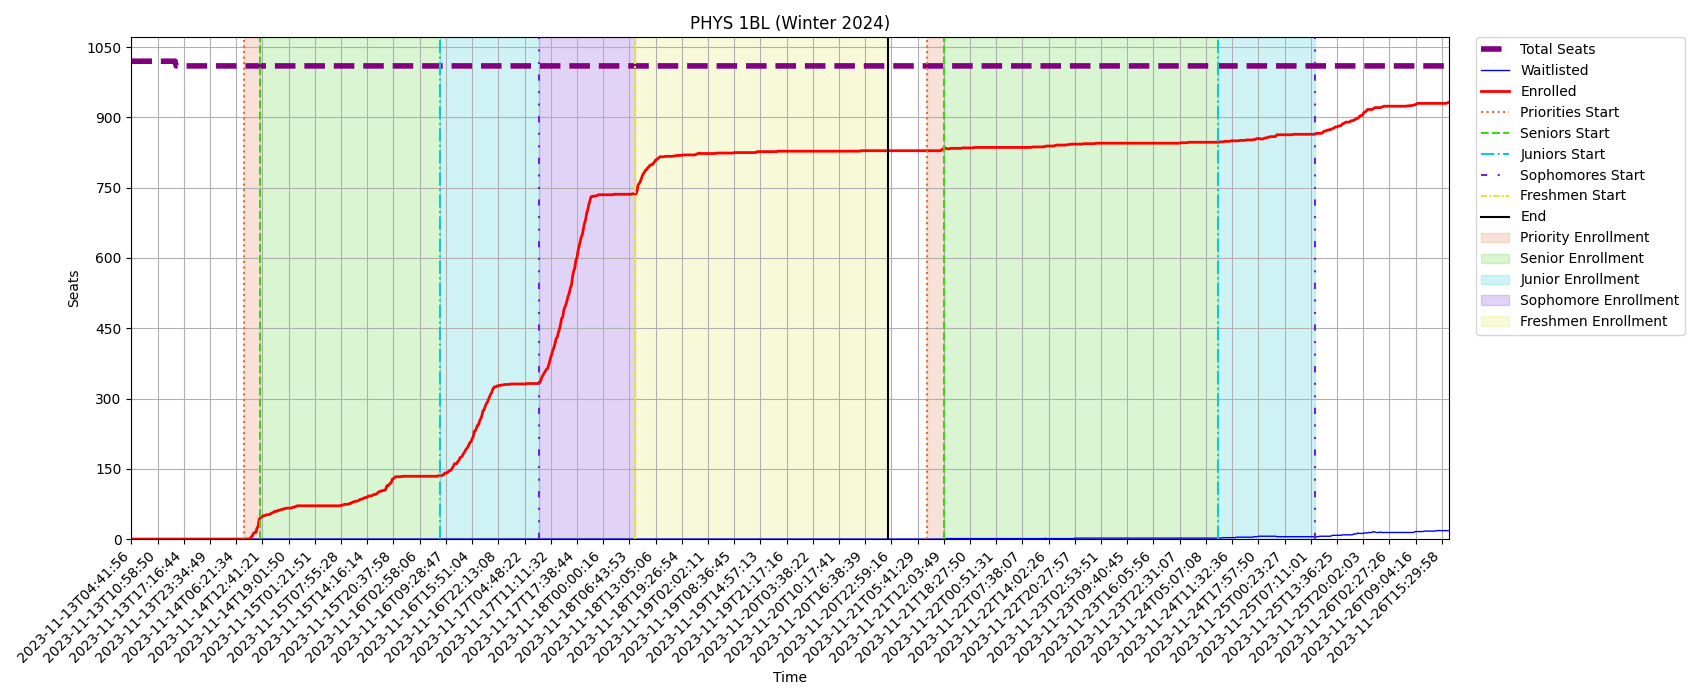 PHYS 1BL (Winter 2024)
Seats
1050
900
750
600
450
300
150
0
2023-11-13T04:41:56
2023-11-13T10:58:50
2023-11-13T17:16:44
2023-11-13T23:34:49
2023-11-14T06:21:34
2023-11-14T12:41:21
2023-11-14T19:01:50
2023-11-15T01:21:51
2023-11-15T07:55:28
2023-11-15T14:16:14
2023-11-15T20:37:58
2023-11-16T02:58:06
2023-11-16T09:28:47
2023-11-16T15:51:04
2023-11-16T22:13:08
2023-11-17T04:48:22
2023-11-17T11:11:32
2023-11-17T17:38:44
2023-11-18T00:00:16
2023-11-18T06:43:53
2023-11-18T13:05:06
2023-11-18T19:26:54
2023-11-19T02:02:11
2023-11-19T08:36:45
2023-11-19T14:57:13
2023-11-19T21:17:16
2023-11-20T03:38:22
2023-11-20T10:17:41
2023-11-20T16:38:39
2023-11-20T22:59:16
2023-11-21T05:41:29
2023-11-21T12:03:49
2023-11-21T18:27:50
2023-11-22T00:51:31
2023-11-22T07:38:07
2023-11-22T14:02:26
2023-11-22T20:27:57
2023-11-23T02:53:51
2023-11-23T09:40:45
2023-11-23T16:05:56
2023-11-23T22:31:07
2023-11-24T05:07:08
2023-11-24T11:32:36
2023-11-24T17:57:50
2023-11-25T00:23:27
2023-11-25T07:11:01
2023-11-25T13:36:25
2023-11-25T20:02:03
2023-11-26T02:27:26
2023-11-26T09:04:16
2023-11-26T15:29:58
Time
Total Seats
Waitlisted
Enrolled
Priorities Start
Seniors Start
Juniors Start
Sophomores Start
Freshmen Start
End
Priority Enrollment
Senior Enrollment
Junior Enrollment
Sophomore Enrollment
Freshmen Enrollment